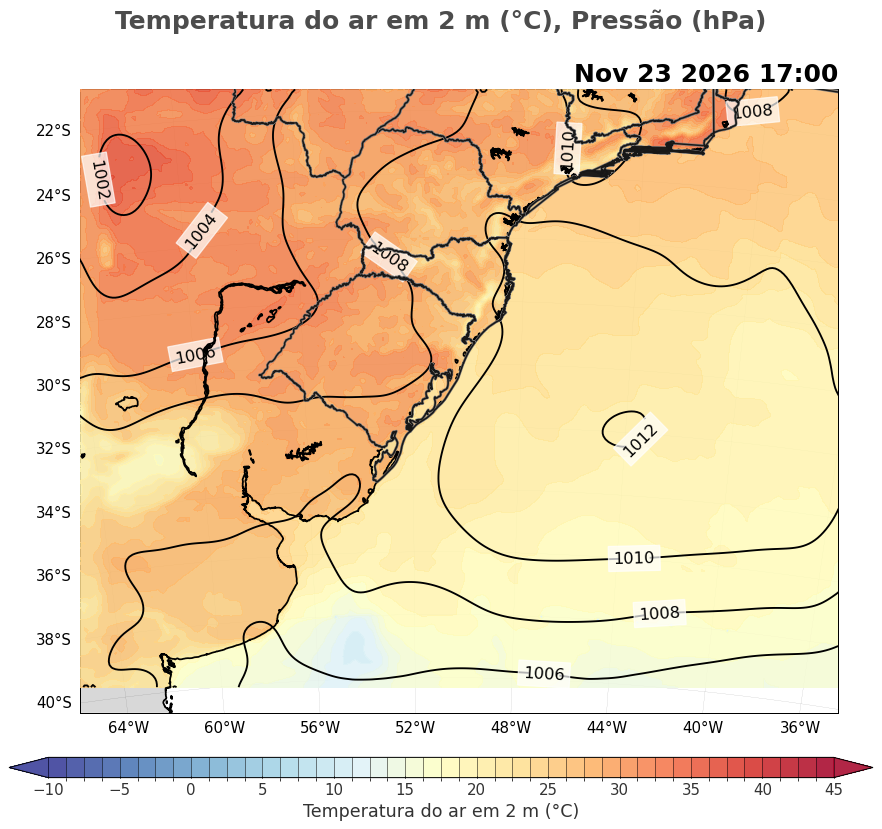 Temperatura do ar em 2 m (°C), Pressão (hPa)
Nov 23 2026 17:00
22°S
24°S
26°S
28°S
30°S
32°S
34°S
36°S
38°S
40°S
1008
1010
1002
1004
1008
1006
1012
1010
1008
1006
64°W 60°W 56°W 52°W 48°W 44°W 40°W 36°W
−10 −5 0 5 10 15 20 25 30 35 40 45
Temperatura do ar em 2 m (°C)